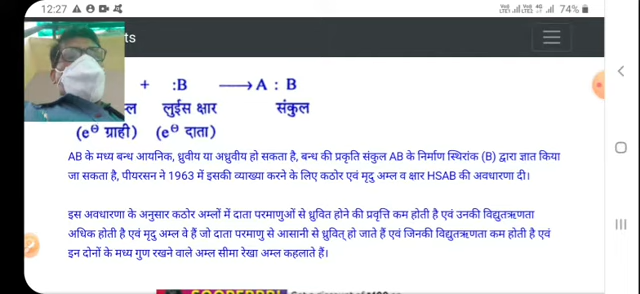 12:27 74%
ts
+ :B ⟶ A : B
ल लुईस क्षार संकुल
(e⊖ ग्राही) (e⊖ दाता)
AB के मध्य बन्ध आयनिक, ध्रुवीय या अध्रुवीय हो सकता है, बन्ध की प्रकृति संकुल AB के निर्माण स्थिरांक (B) द्वारा ज्ञात किया
जा सकता है, पीयरसन ने 1963 में इसकी व्याख्या करने के लिए कठोर एवं मृदु अम्ल व क्षार HSAB की अवधारणा दी।
इस अवधारणा के अनुसार कठोर अम्लों में दाता परमाणुओं से ध्रुवित होने की प्रवृत्ति कम होती है एवं उनकी विद्युतऋणता
अधिक होती है एवं मृदु अम्ल वे हैं जो दाता परमाणु से आसानी से ध्रुवित् हो जाते हैं एवं जिनकी विद्युतऋणता कम होती है एवं
इन दोनों के मध्य गुण रखने वाले अम्ल सीमा रेखा अम्ल कहलाते हैं।